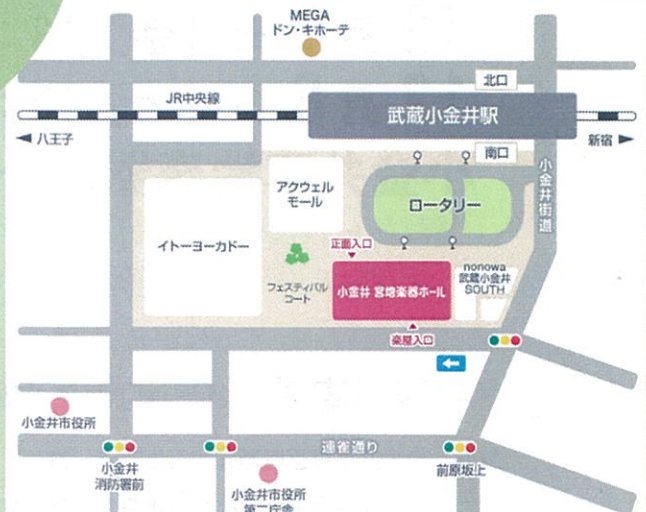 MEGA
ドン・キホーテ
北口
JR中央線
武蔵小金井駅
八王子
新宿
南口
小金井街道
アクウェル
モール
ロータリー
イトーヨーカドー
正面入口
フェスティバル
コート
小金井 宮地楽器ホール
nonowa
武蔵小金井
SOUTH
楽屋入口
小金井市役所
連雀通り
小金井
消防署前
前原坂上
小金井市役所
第二庁舎